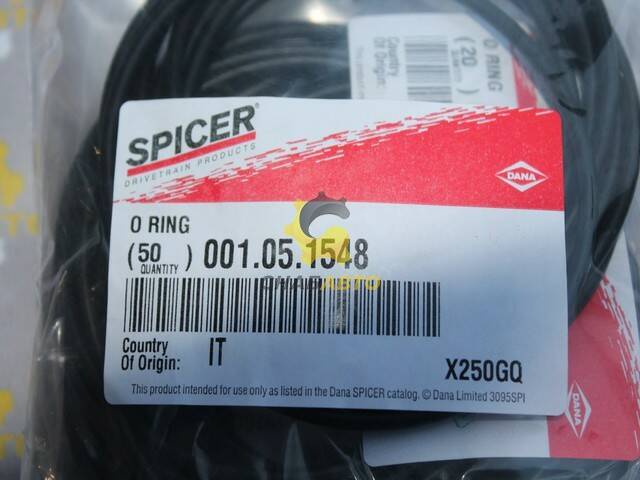 O RING
(20
Country
Of Origin:
SPICER®
DRIVETRAIN PRODUCTS
DANA
O RING
(50) 001.05.1548
QUANTITY
СНАБАВТО
Country
Of Origin: IT
X250GQ
This product intended for use only as listed in the Dana SPICER catalog. © Dana Limited 3095SPI
DANA